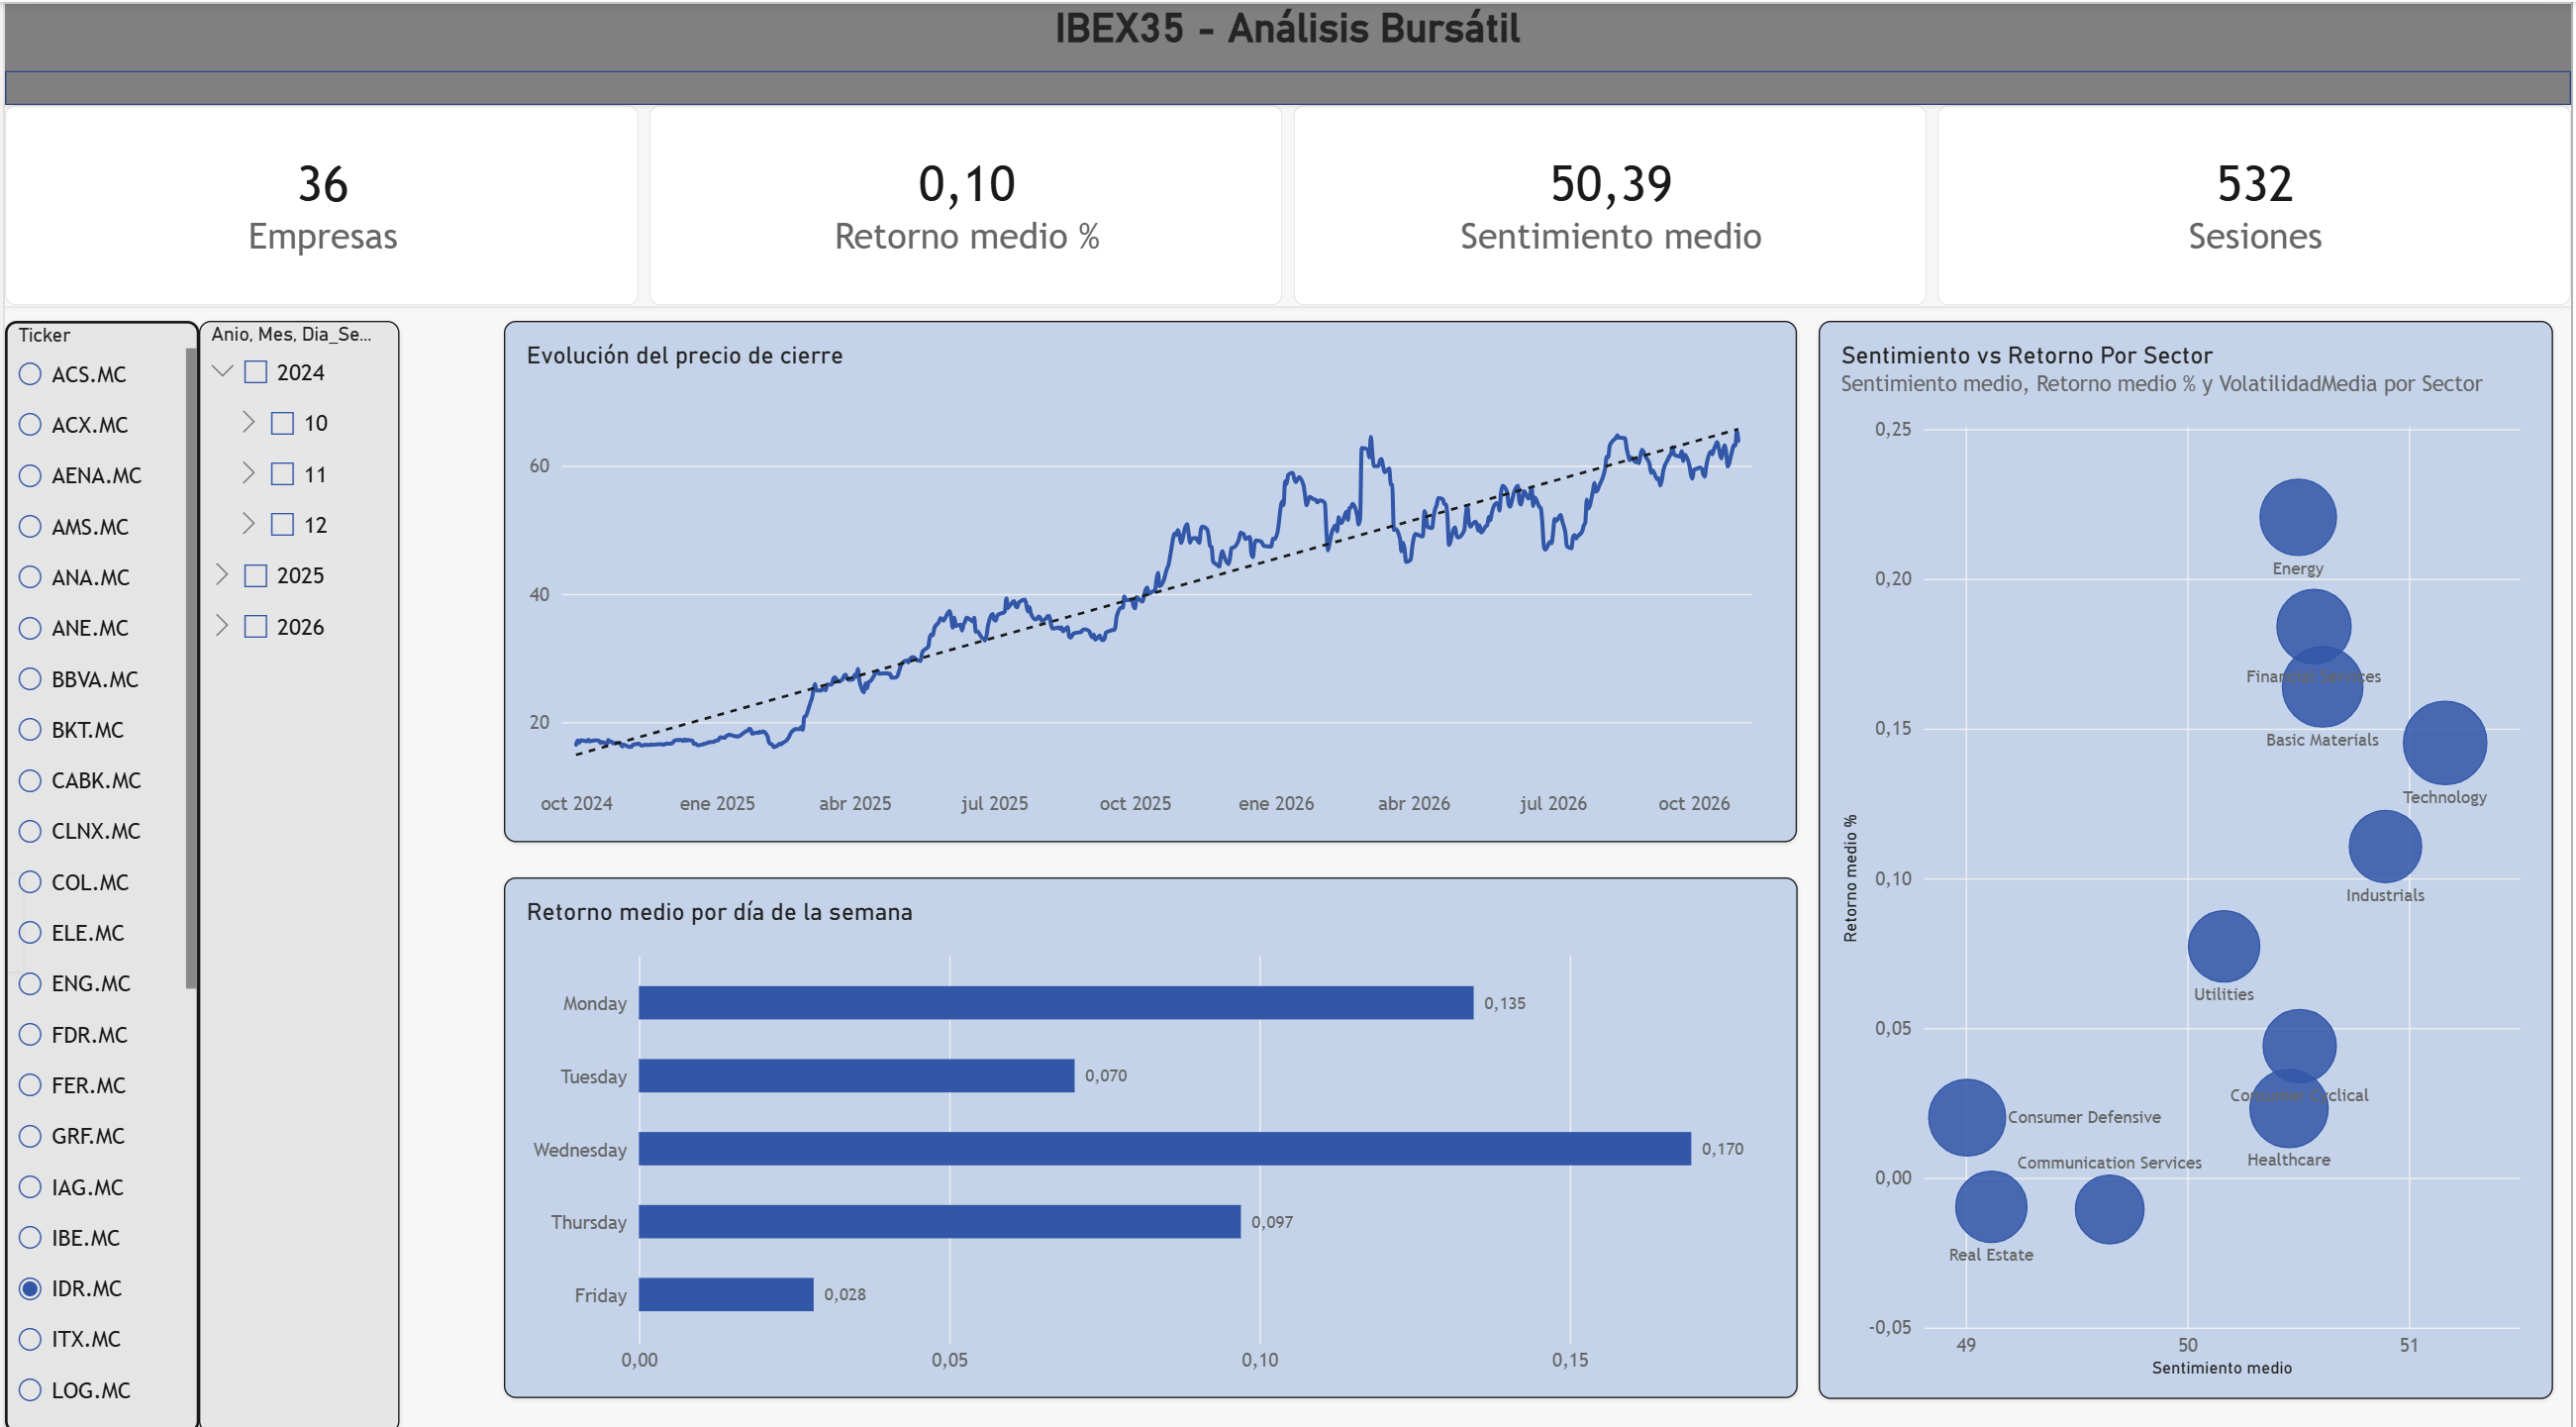 IBEX35 - Análisis Bursátil
36
Empresas
0,10
Retorno medio %
50,39
Sentimiento medio
532
Sesiones
Ticker
ACS.MC
ACX.MC
AENA.MC
AMS.MC
ANA.MC
ANE.MC
BBVA.MC
BKT.MC
CABK.MC
CLNX.MC
COL.MC
ELE.MC
ENG.MC
FDR.MC
FER.MC
GRF.MC
IAG.MC
IBE.MC
IDR.MC
ITX.MC
LOG.MC
Anio, Mes, Dia_Se...
2024
10
11
12
2025
2026
Evolución del precio de cierre
60
40
20
oct 2024 ene 2025 abr 2025 jul 2025 oct 2025 ene 2026 abr 2026 jul 2026 oct 2026
Retorno medio por día de la semana
Monday 0,135
Tuesday 0,070
Wednesday 0,170
Thursday 0,097
Friday 0,028
0,00 0,05 0,10 0,15
Sentimiento vs Retorno Por Sector
Sentimiento medio, Retorno medio % y VolatilidadMedia por Sector
Retorno medio %
0,25
0,20
0,15
0,10
0,05
0,00
-0,05
Energy
Financial Services
Basic Materials
Technology
Industrials
Utilities
Consumer Cyclical
Consumer Defensive
Healthcare
Communication Services
Real Estate
49 50 51
Sentimiento medio